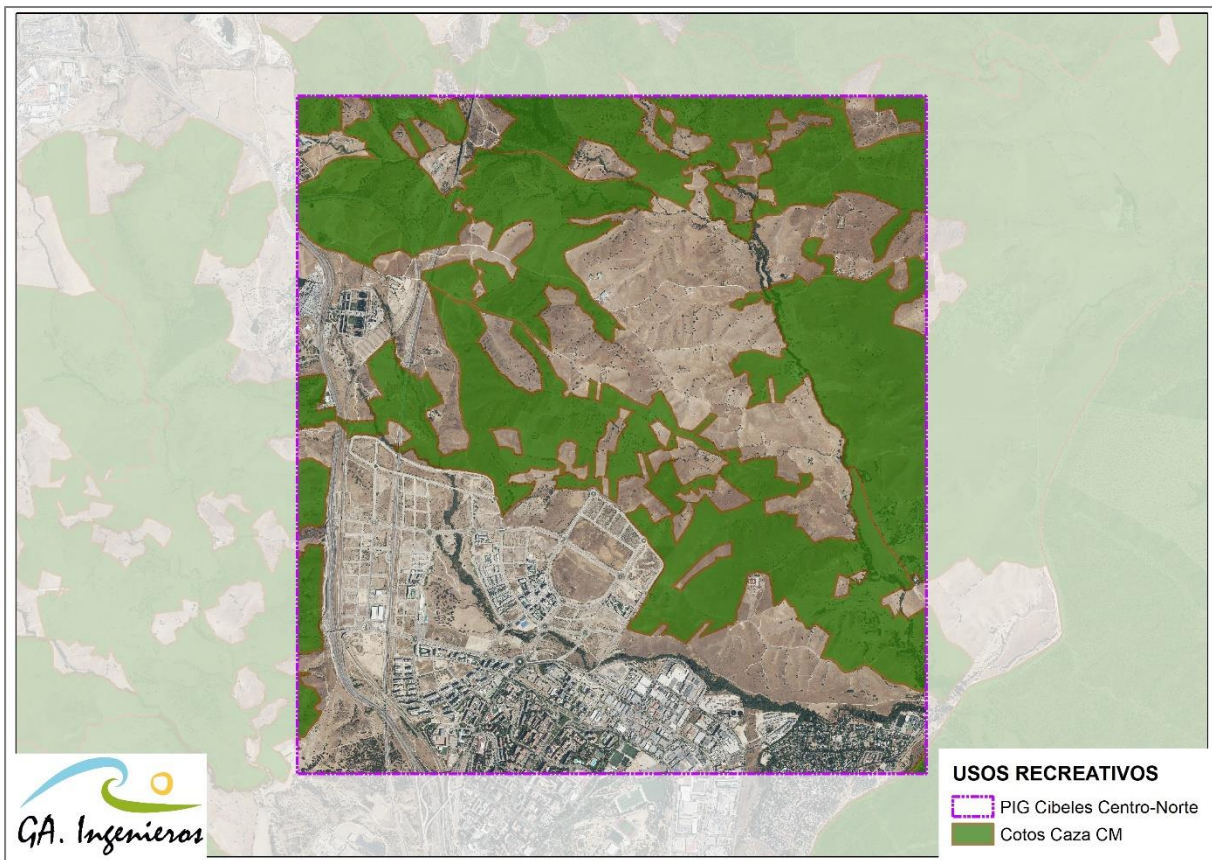 GA. Ingenieros
USOS RECREATIVOS
PIG Cibeles Centro-Norte
Cotos Caza CM